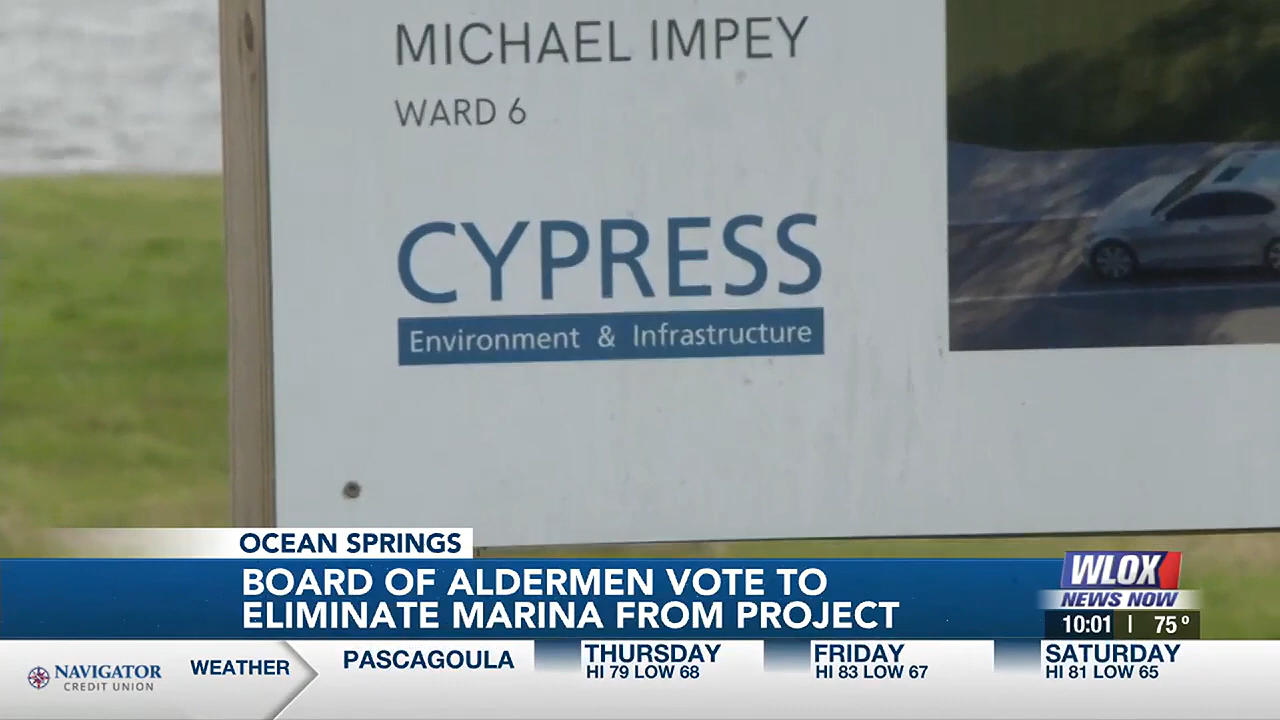 MICHAEL IMPEY
WARD 6
CYPRESS
Environment & Infrastructure
OCEAN SPRINGS
BOARD OF ALDERMEN VOTE TO
ELIMINATE MARINA FROM PROJECT
WLOX
NEWS NOW
10:01 | 75°
NAVIGATOR
CREDIT UNION
WEATHER
PASCAGOULA
THURSDAY
HI 79 LOW 68
FRIDAY
HI 83 LOW 67
SATURDAY
HI 81 LOW 65